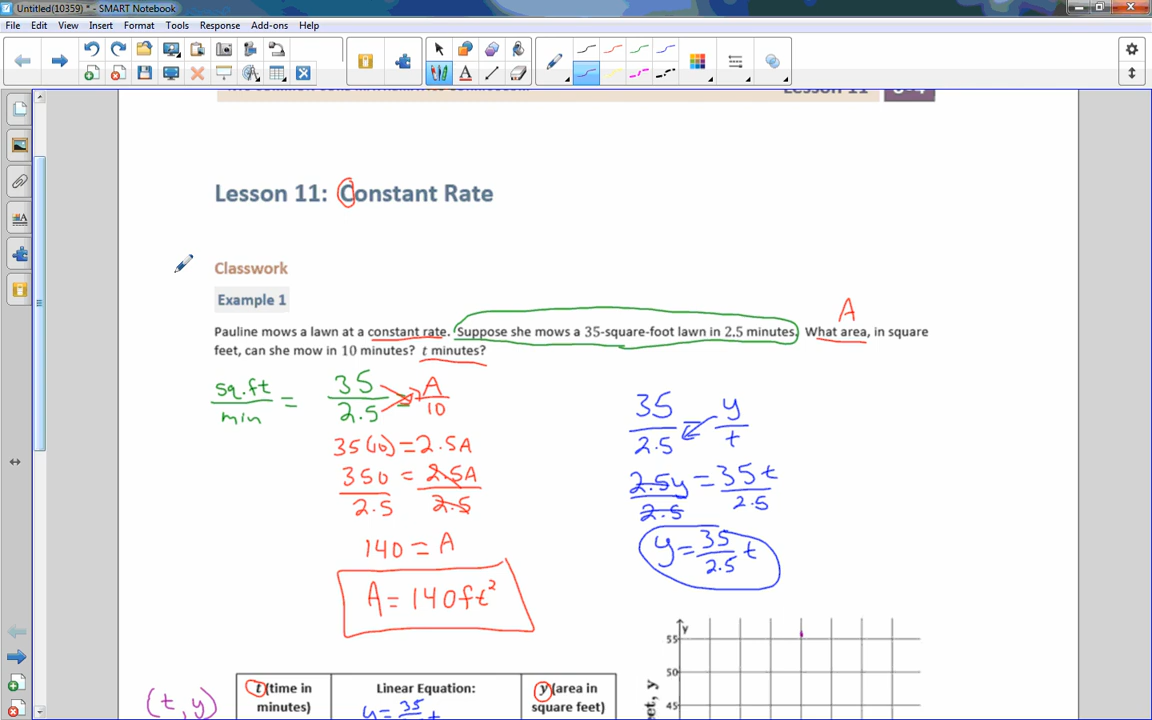 Untitled(10359) * - SMART Notebook
File Edit View Insert Format Tools Response Add-ons Help
Lesson 11
Lesson 11: Constant Rate
Classwork
Example 1
A
Pauline mows a lawn at a constant rate. Suppose she mows a 35-square-foot lawn in 2.5 minutes. What area, in square
feet, can she mow in 10 minutes? t minutes?
sq.ft/min = 35/2.5 = A/10
35(10) = 2.5A
350/2.5 = 2.5A/2.5
140 = A
A = 140ft²
35/2.5 = y/t
2.5y/2.5 = 35t/2.5
y = 35/2.5 t
(t, y)
t (time in
minutes)
Linear Equation:
y = 35
t
y (area in
square feet)
y
55
50
45
eet, y